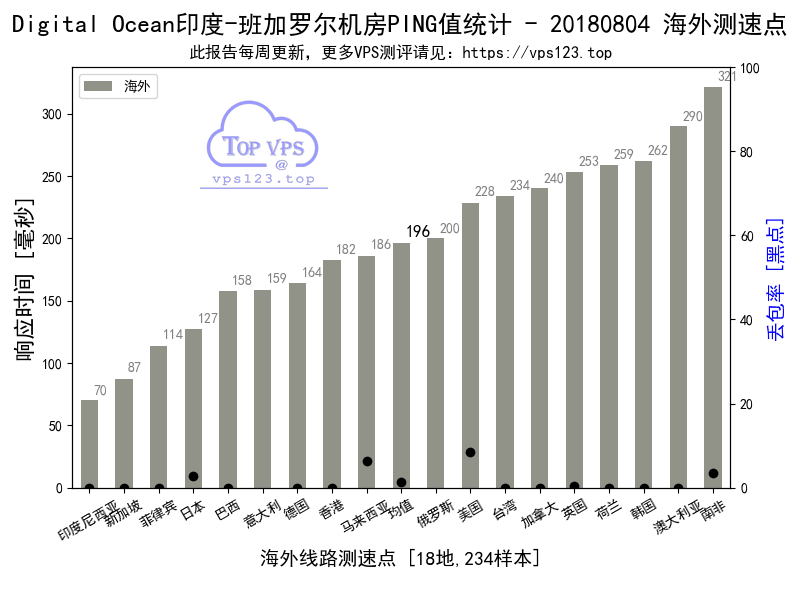 Digital Ocean印度-班加罗尔机房PING值统计 - 20180804 海外测速点
此报告每周更新，更多VPS测评请见：https://vps123.top
海外
TOP VPS
@
vps123.top
响应时间 [毫秒]
丢包率 [黑点]
300
250
200
150
100
50
0
100
80
60
40
20
0
70
87
114
127
158
159
164
182
186
196
200
228
234
240
253
259
262
290
321
印度尼西亚
新加坡
菲律宾
日本
巴西
意大利
德国
香港
马来西亚
均值
俄罗斯
美国
台湾
加拿大
英国
荷兰
韩国
澳大利亚
南非
海外线路测速点 [18地,234样本]